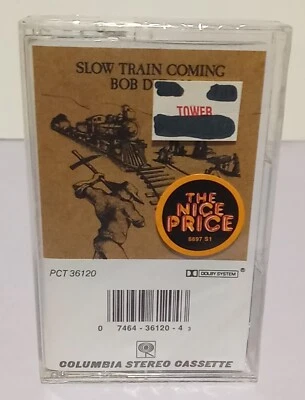 SLOW TRAIN COMING
BOB D
TOWER
THE
NICE
PRICE
PCT 36120
DOLBY SYSTEM ®
0 7464-36120-4
COLUMBIA STEREO CASSETTE